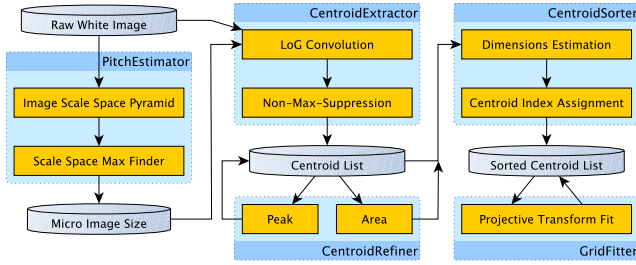 Raw White Image
PitchEstimator
Image Scale Space Pyramid
Scale Space Max Finder
Micro Image Size
CentroidExtractor
LoG Convolution
Non-Max-Suppression
Centroid List
Peak
Area
CentroidRefiner
CentroidSorter
Dimensions Estimation
Centroid Index Assignment
Sorted Centroid List
Projective Transform Fit
GridFitter